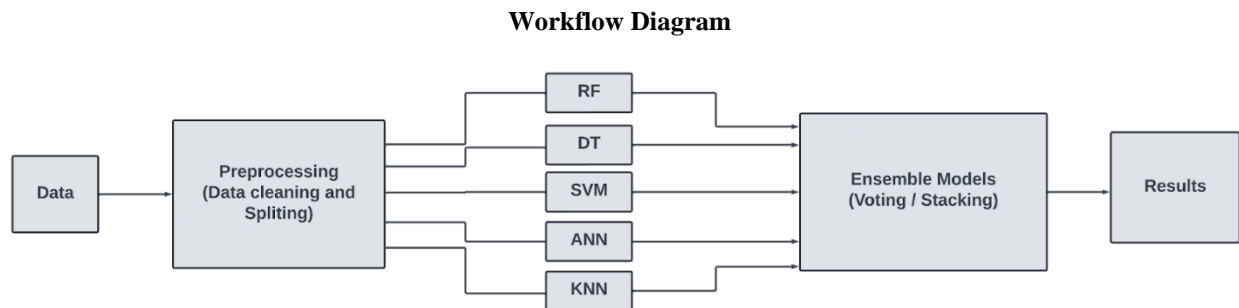 Workflow Diagram
Data
Preprocessing
(Data cleaning and
Spliting)
RF
DT
SVM
ANN
KNN
Ensemble Models
(Voting / Stacking)
Results